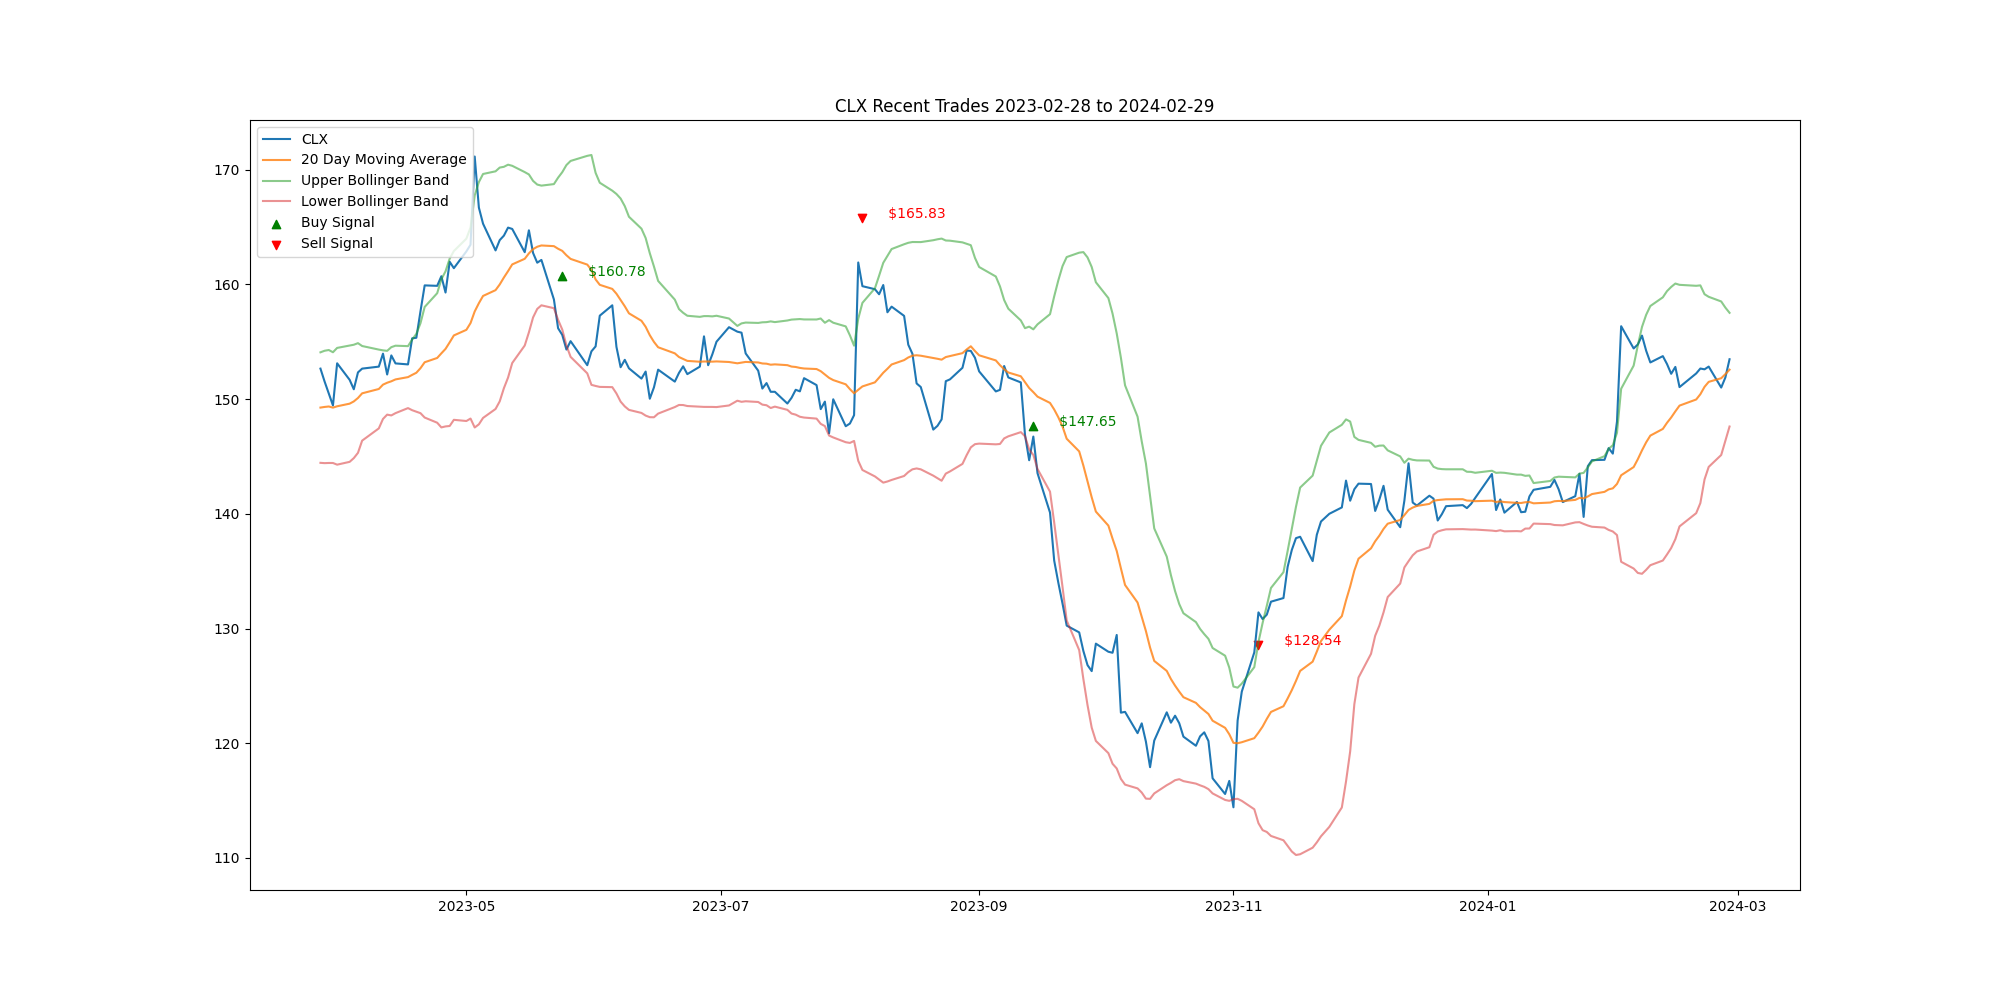 CLX Recent Trades 2023-02-28 to 2024-02-29
CLX
20 Day Moving Average
Upper Bollinger Band
Lower Bollinger Band
Buy Signal
Sell Signal
170
160
150
140
130
120
110
$160.78
$165.83
$147.65
$128.54
2023-05
2023-07
2023-09
2023-11
2024-01
2024-03